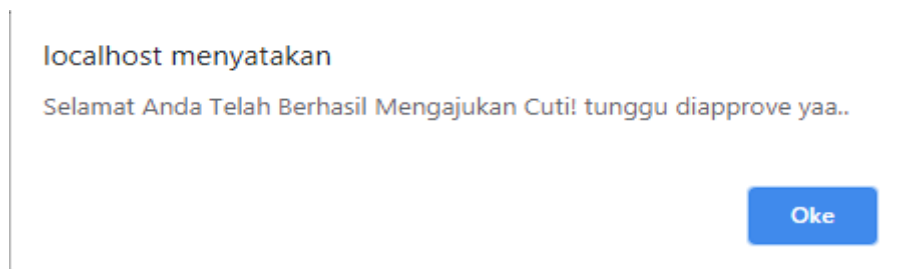 localhost menyatakan
Selamat Anda Telah Berhasil Mengajukan Cuti! tunggu diapprove yaa..
Oke